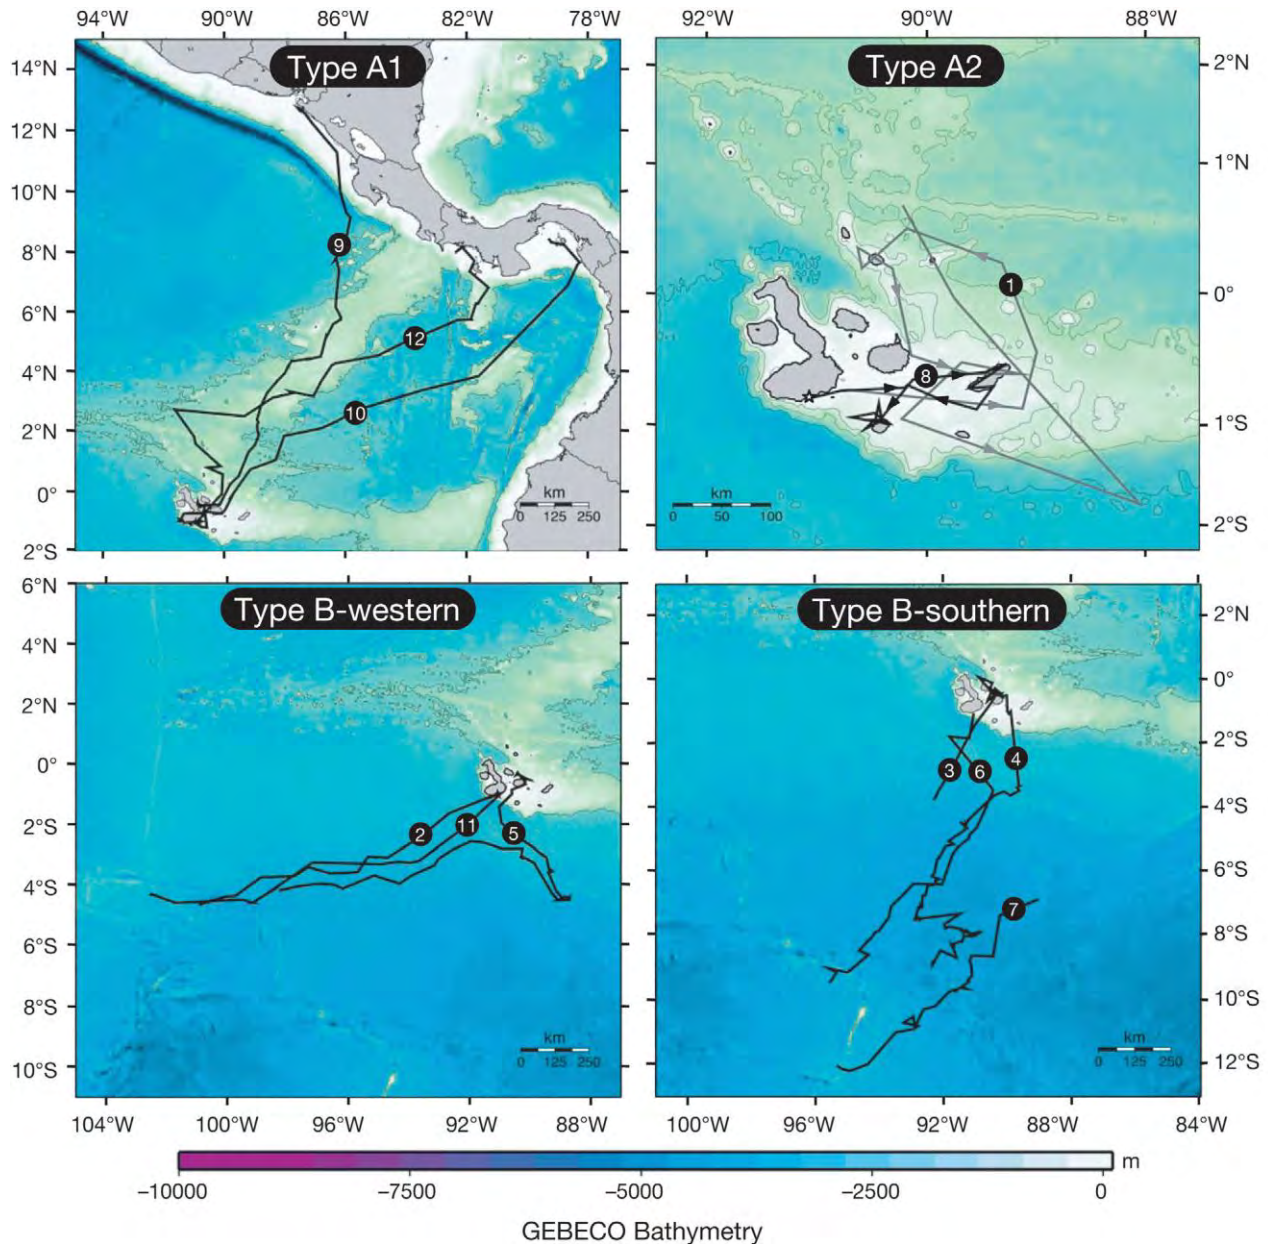 94°W 90°W 86°W 82°W 78°W 92°W 90°W 88°W
Type A1
Type A2
14°N
12°N
10°N
8°N
6°N
4°N
2°N
0°
2°S
9
12
10
km
0 125 250
2°N
1°N
0°
1°S
2°S
1
8
km
0 50 100
Type B-western
Type B-southern
6°N
4°N
2°N
0°
2°S
4°S
6°S
8°S
10°S
2
11
5
km
0 125 250
2°N
0°
2°S
4°S
6°S
8°S
10°S
12°S
3
6
4
7
km
0 125 250
104°W 100°W 96°W 92°W 88°W 100°W 96°W 92°W 88°W 84°W
m
−10000 −7500 −5000 −2500 0
GEBECO Bathymetry